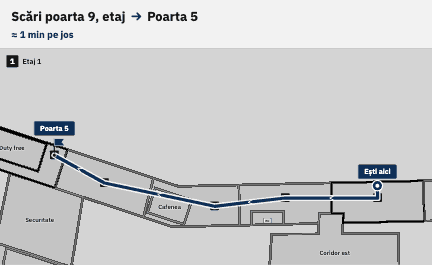 Scări poarta 9, etaj → Poarta 5
≈ 1 min pe jos
1 Etaj 1
Poarta 5
Duty free
Ești aici
Cafenea
Securitate
Coridor est